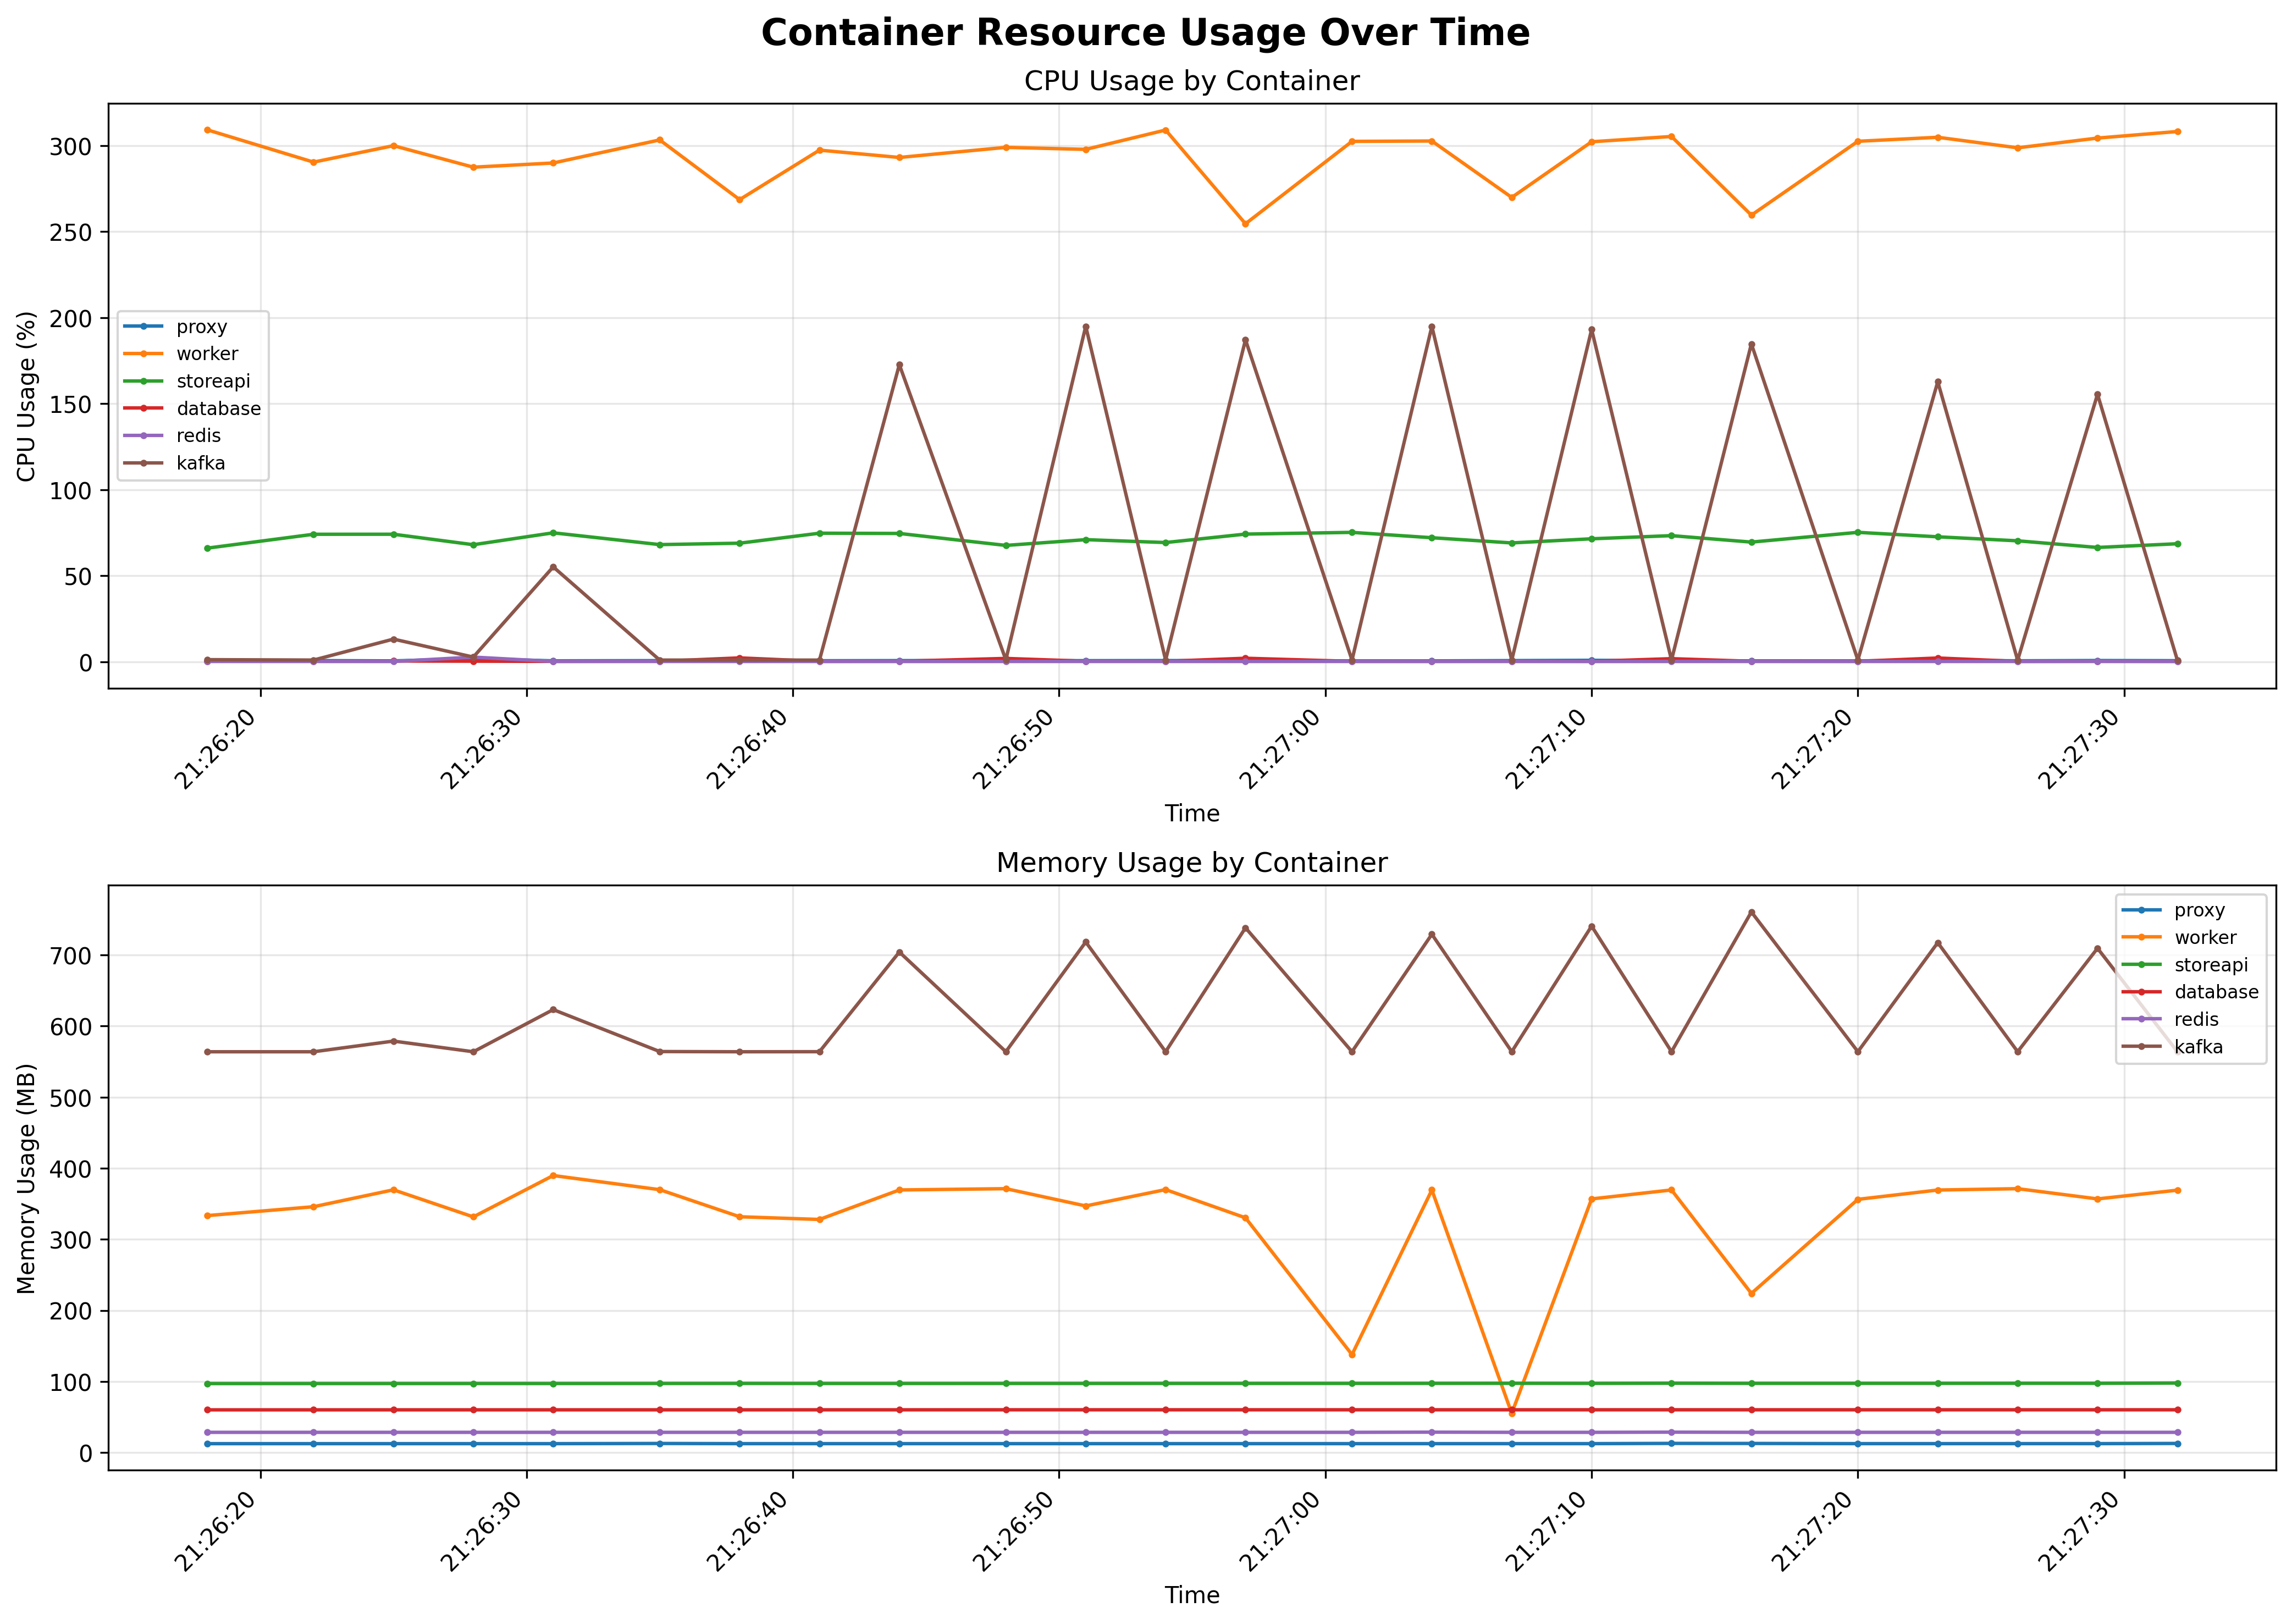 Container Resource Usage Over Time
CPU Usage by Container
CPU Usage (%)
300
250
200
150
100
50
0
proxy
worker
storeapi
database
redis
kafka
21:26:20
21:26:30
21:26:40
21:26:50
21:27:00
21:27:10
21:27:20
21:27:30
Time
Memory Usage by Container
Memory Usage (MB)
700
600
500
400
300
200
100
0
proxy
worker
storeapi
database
redis
kafka
21:26:20
21:26:30
21:26:40
21:26:50
21:27:00
21:27:10
21:27:20
21:27:30
Time